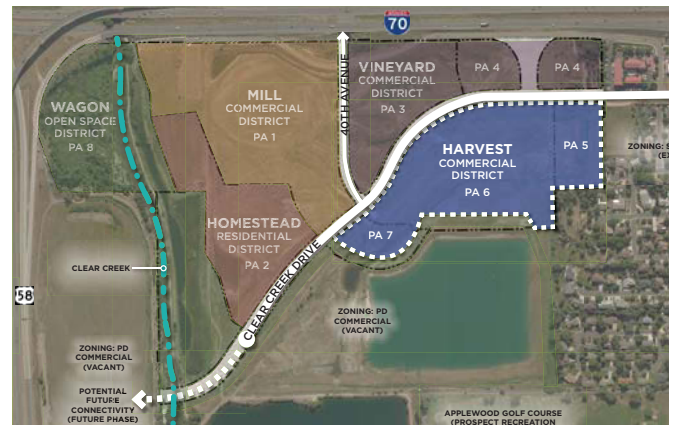 INTERSTATE
70
40TH AVENUE
VINEYARD
COMMERCIAL
DISTRICT
PA 3
PA 4
PA 4
MILL
COMMERCIAL
DISTRICT
PA 1
WAGON
OPEN SPACE
DISTRICT
PA 8
HARVEST
COMMERCIAL
DISTRICT
PA 6
PA 5
PA 7
HOMESTEAD
RESIDENTIAL
DISTRICT
PA 2
CLEAR CREEK
CLEAR CREEK DRIVE
58
ZONING: PD
COMMERCIAL
(VACANT)
ZONING: PD
COMMERCIAL
(VACANT)
ZONING: S
(EX
POTENTIAL
FUTURE
CONNECTIVITY
(FUTURE PHASE)
APPLEWOOD GOLF COURSE
(PROSPECT RECREATION